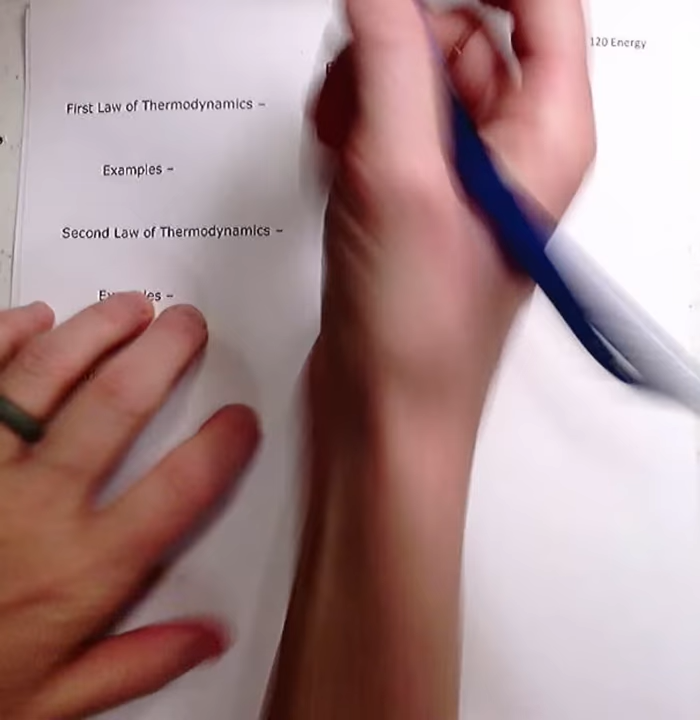 120 Energy
First Law of Thermodynamics –
Examples –
Second Law of Thermodynamics –